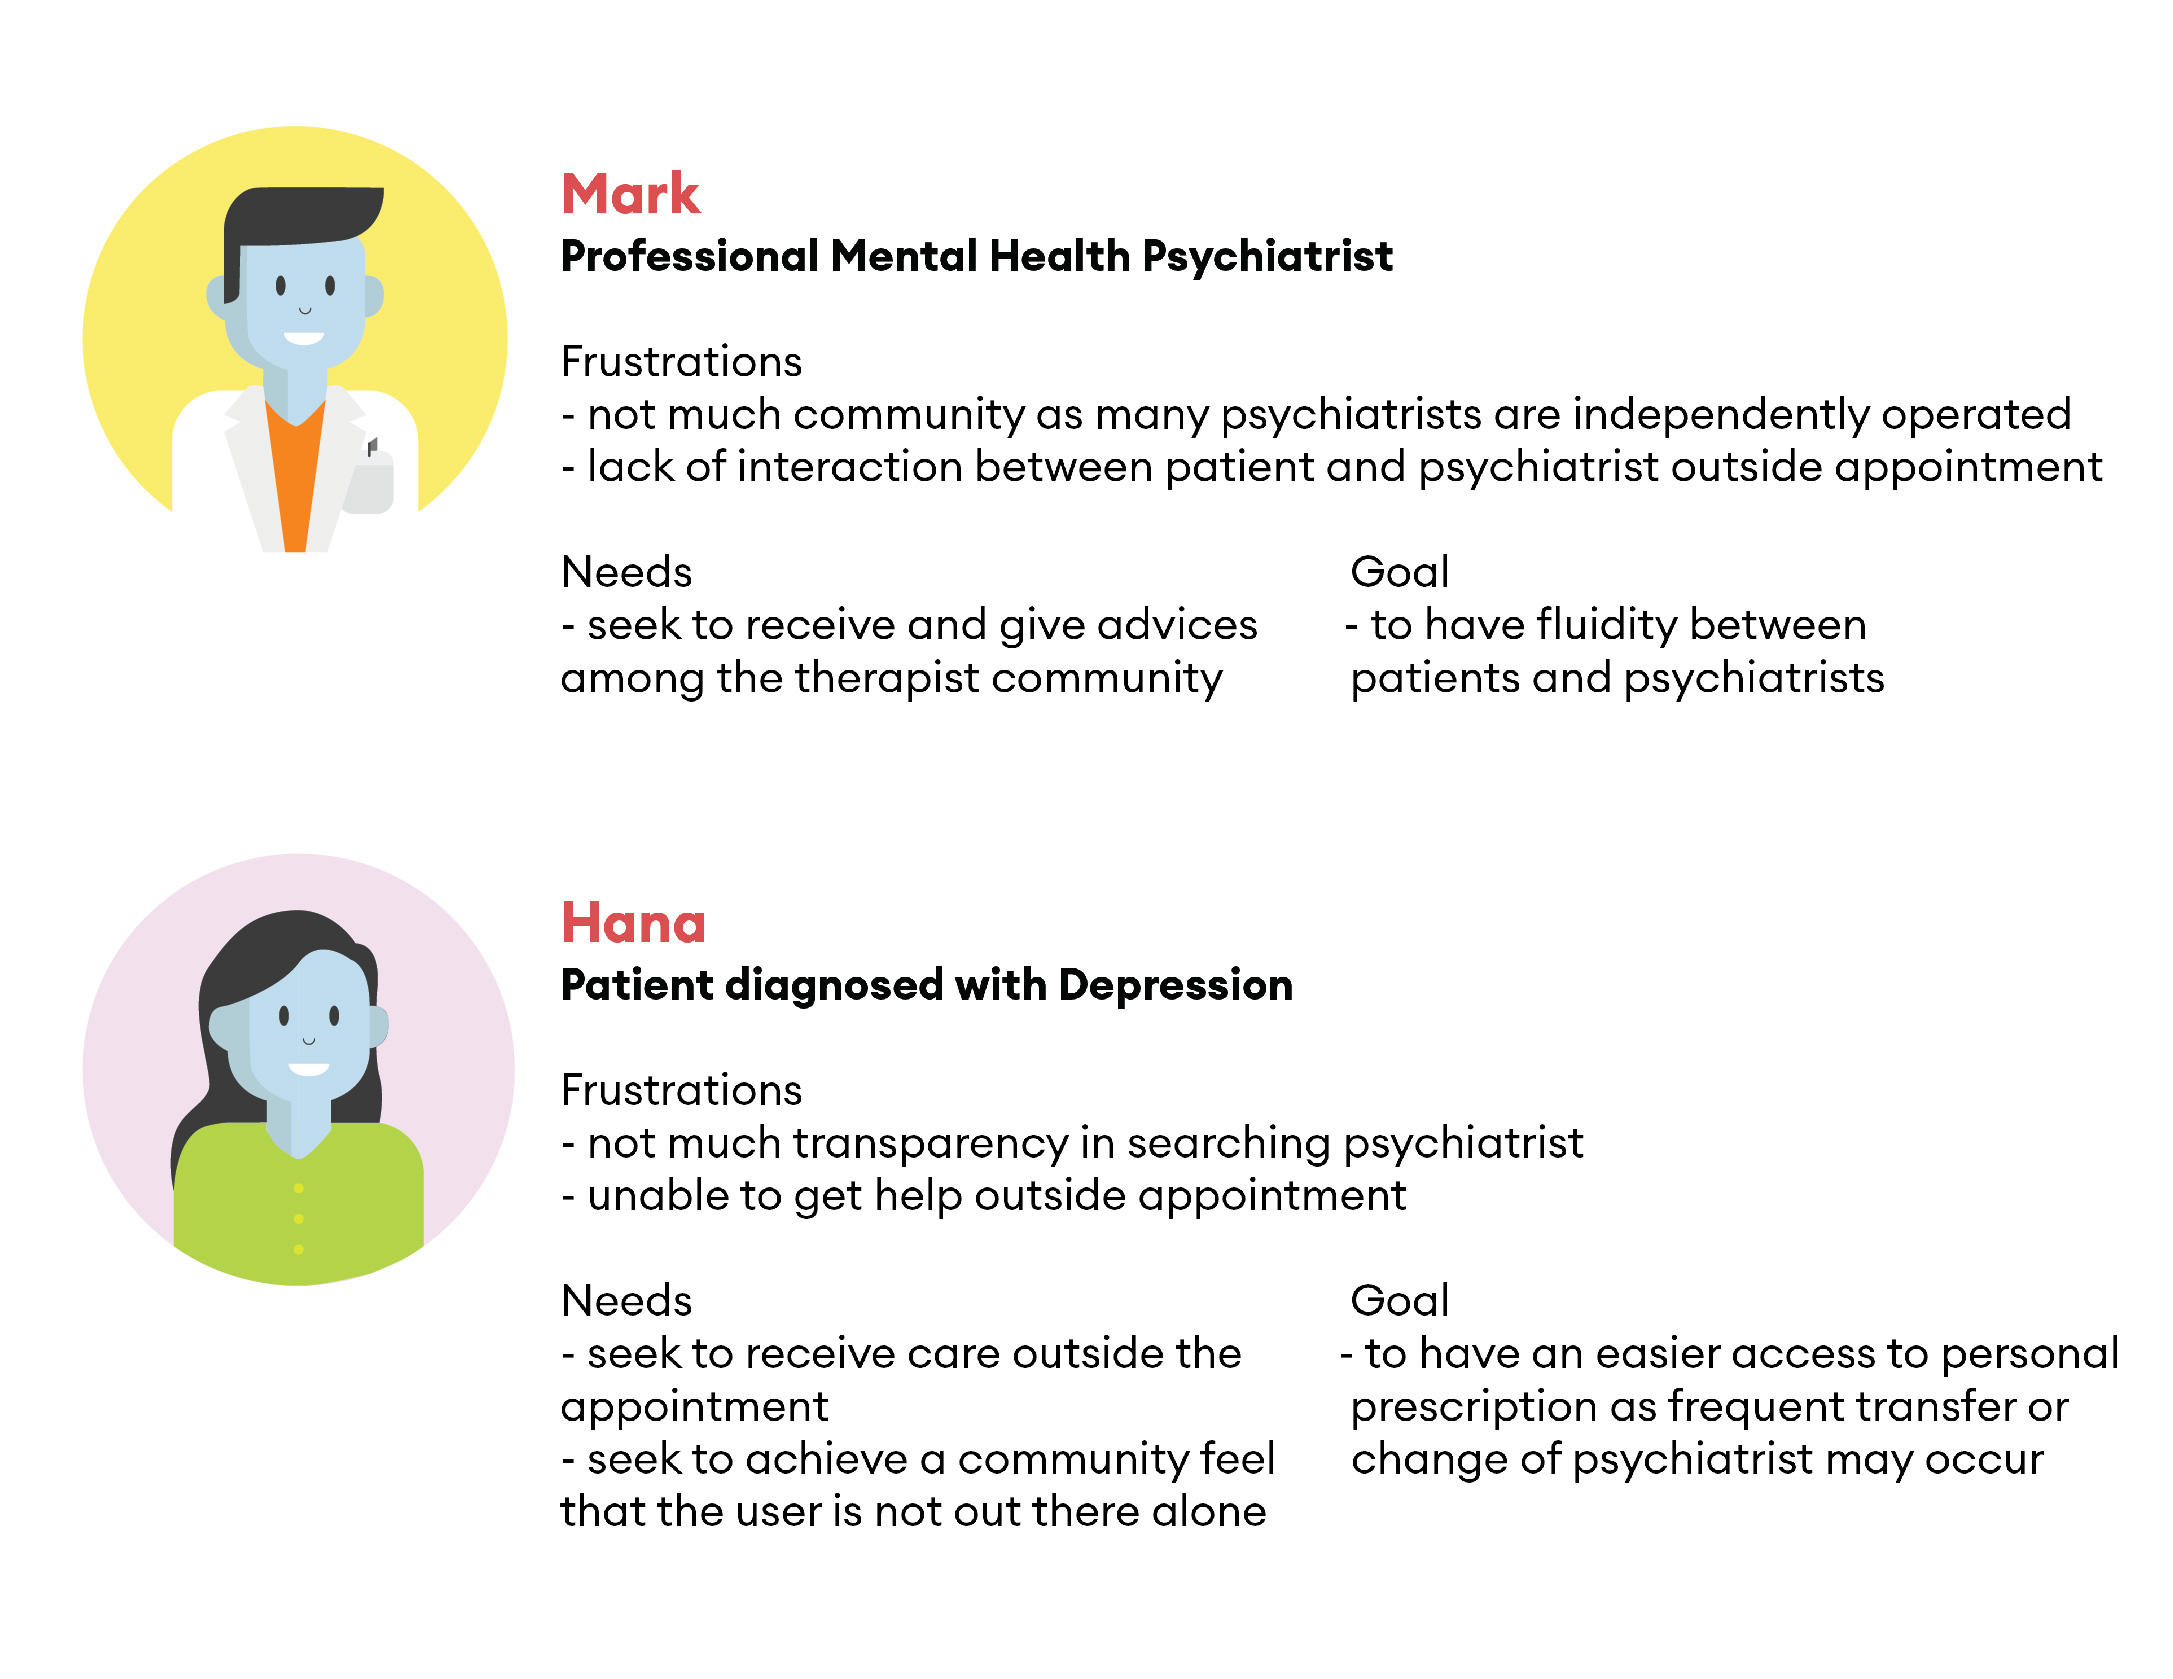 Mark
Professional Mental Health Psychiatrist
Frustrations
- not much community as many psychiatrists are independently operated
- lack of interaction between patient and psychiatrist outside appointment
Needs
- seek to receive and give advices
among the therapist community
Goal
- to have fluidity between
patients and psychiatrists
Hana
Patient diagnosed with Depression
Frustrations
- not much transparency in searching psychiatrist
- unable to get help outside appointment
Needs
- seek to receive care outside the
appointment
- seek to achieve a community feel
that the user is not out there alone
Goal
- to have an easier access to personal
prescription as frequent transfer or
change of psychiatrist may occur